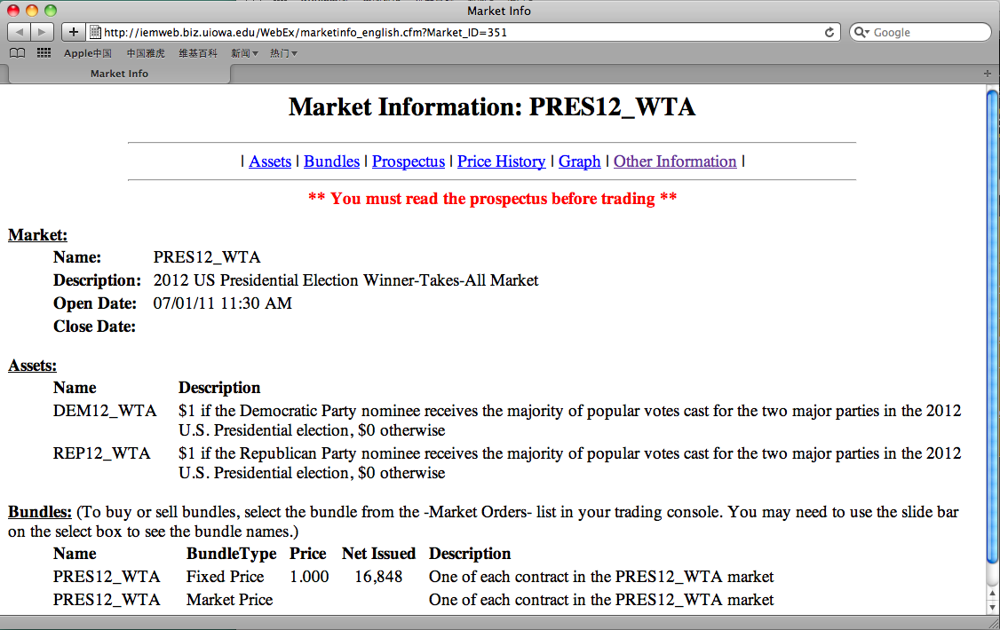 Market Info
http://iemweb.biz.uiowa.edu/WebEx/marketinfo_english.cfm?Market_ID=351
Google
Apple中国 中国雅虎 维基百科 新闻 热门
Market Info
Market Information: PRES12_WTA
| Assets | Bundles | Prospectus | Price History | Graph | Other Information |
** You must read the prospectus before trading **
Market:
Name: PRES12_WTA
Description: 2012 US Presidential Election Winner-Takes-All Market
Open Date: 07/01/11 11:30 AM
Close Date:
Assets:
Name Description
DEM12_WTA $1 if the Democratic Party nominee receives the majority of popular votes cast for the two major parties in the 2012
U.S. Presidential election, $0 otherwise
REP12_WTA $1 if the Republican Party nominee receives the majority of popular votes cast for the two major parties in the 2012
U.S. Presidential election, $0 otherwise
Bundles: (To buy or sell bundles, select the bundle from the -Market Orders- list in your trading console. You may need to use the slide bar
on the select box to see the bundle names.)
Name BundleType Price Net Issued Description
PRES12_WTA Fixed Price 1.000 16,848 One of each contract in the PRES12_WTA market
PRES12_WTA Market Price One of each contract in the PRES12_WTA market